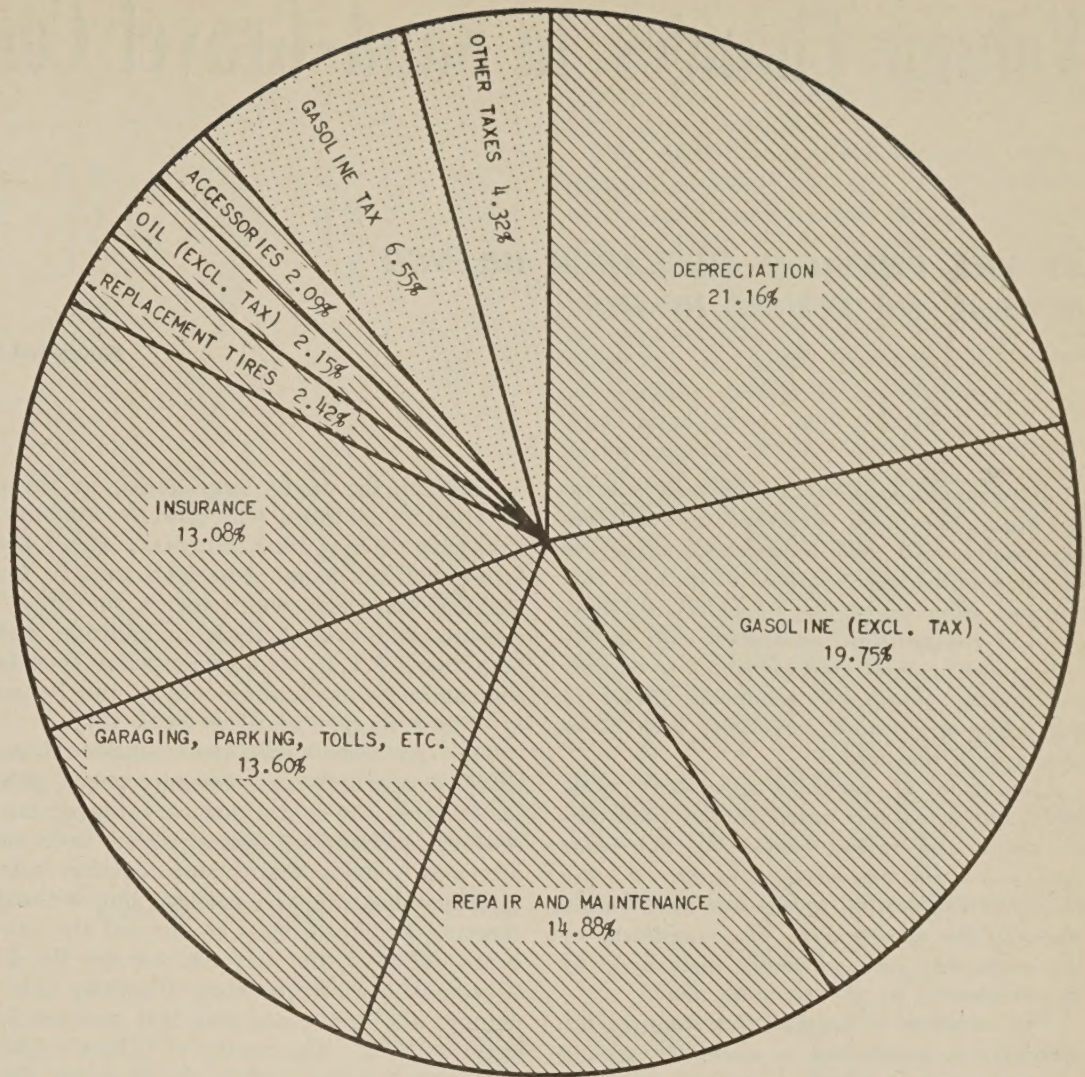 OTHER TAXES 4.32%
GASOLINE TAX 6.55%
ACCESSORIES 2.09%
OIL (EXCL. TAX) 2.15%
REPLACEMENT TIRES 2.42%
DEPRECIATION
21.16%
INSURANCE
13.08%
GASOLINE (EXCL. TAX)
19.75%
GARAGING, PARKING, TOLLS, ETC.
13.60%
REPAIR AND MAINTENANCE
14.88%